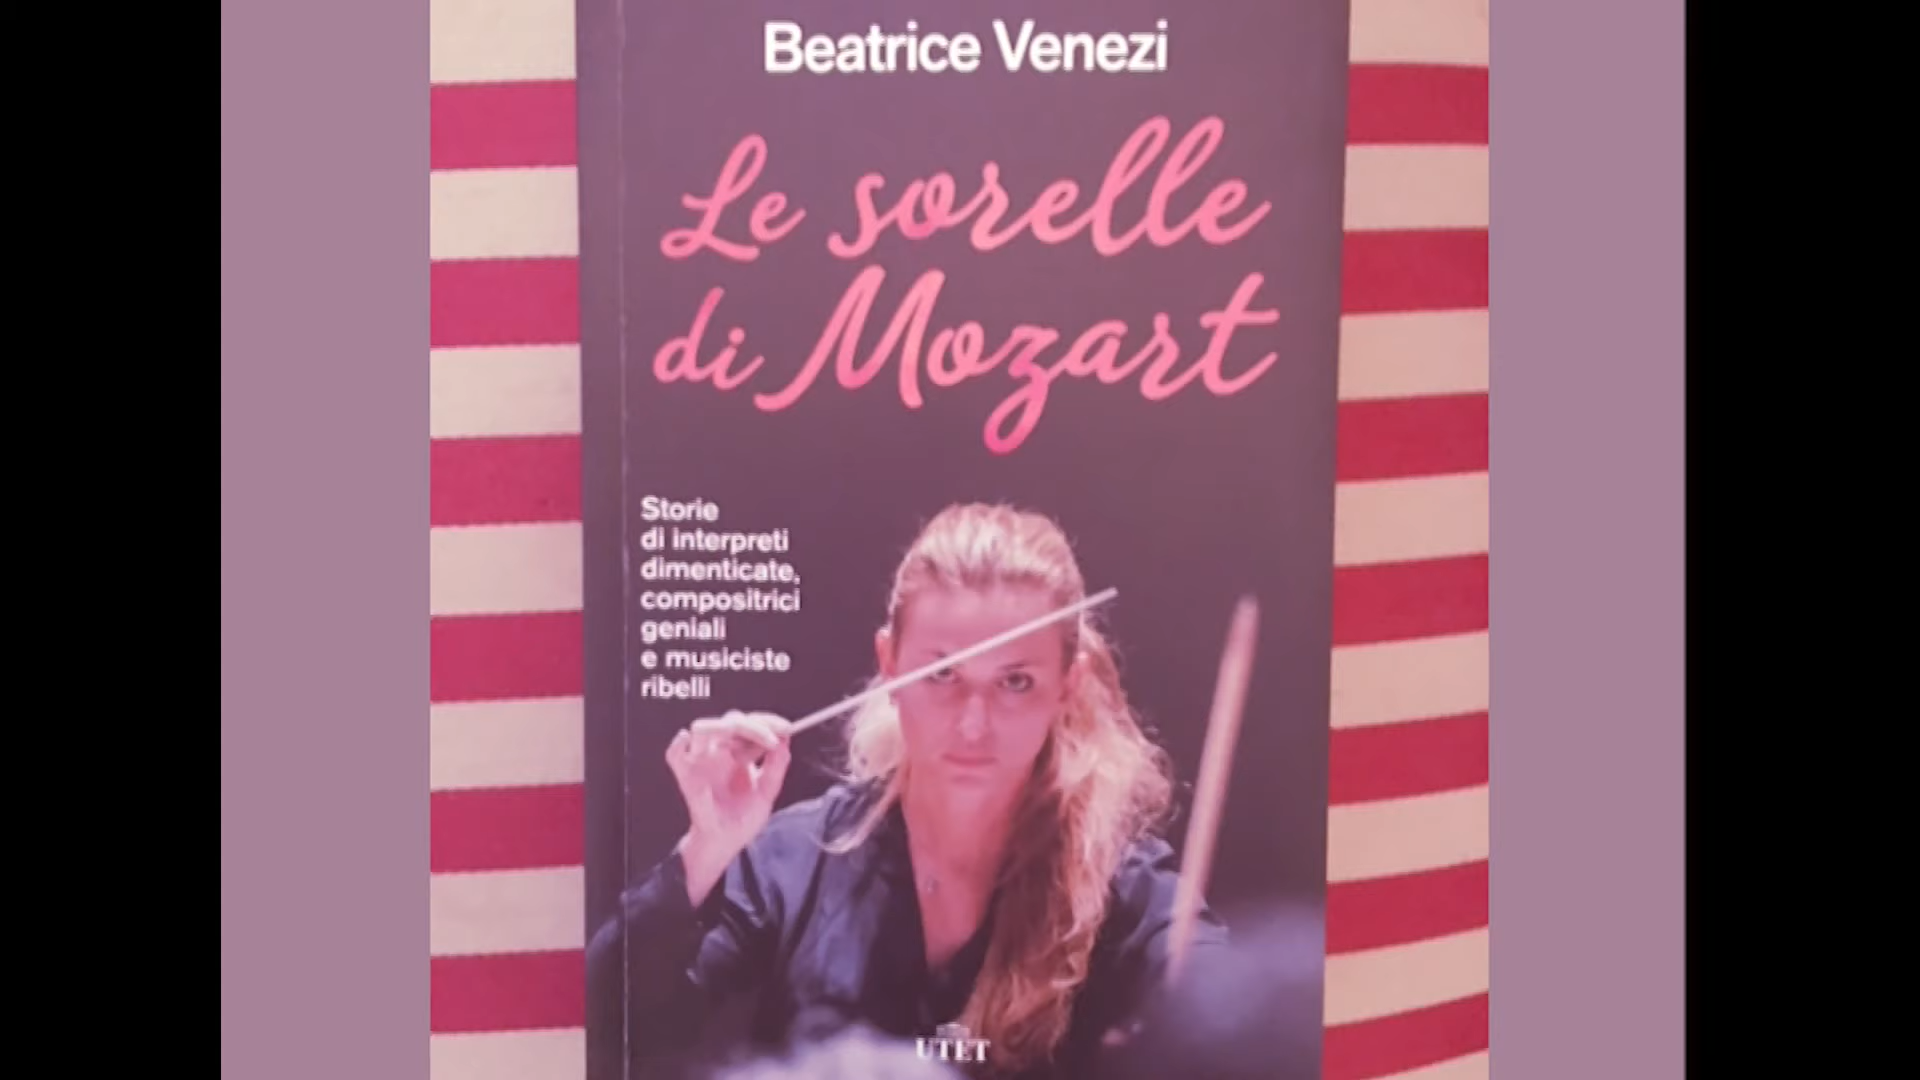 Beatrice Venezi
Le sorelle
di Mozart
Storie
di interpreti
dimenticate,
compositrici
geniali
e musiciste
ribelli
UTET